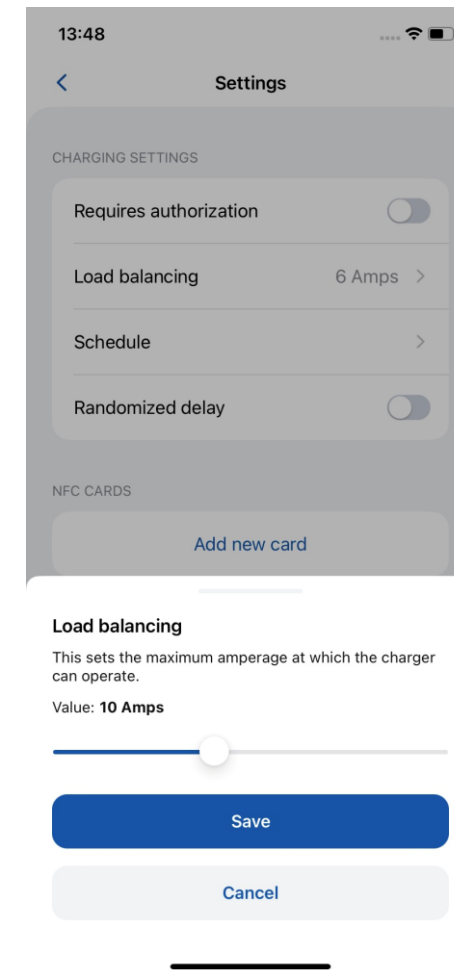 13:48
Settings
CHARGING SETTINGS
Requires authorization
Load balancing 6 Amps
Schedule
Randomized delay
NFC CARDS
Add new card
Load balancing
This sets the maximum amperage at which the charger
can operate.
Value: 10 Amps
Save
Cancel